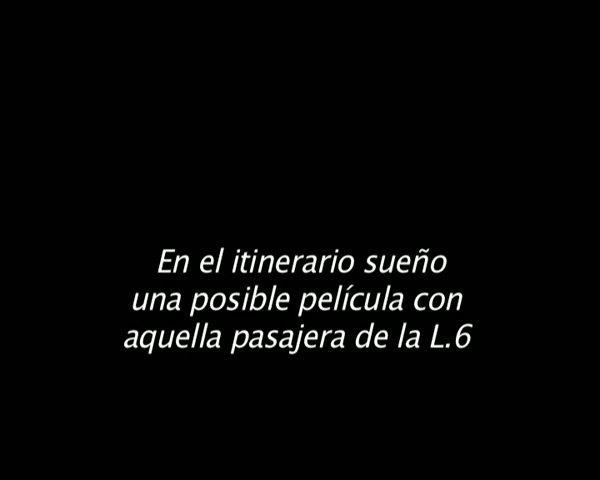 En el itinerario sueño
una posible película con
aquella pasajera de la L.6